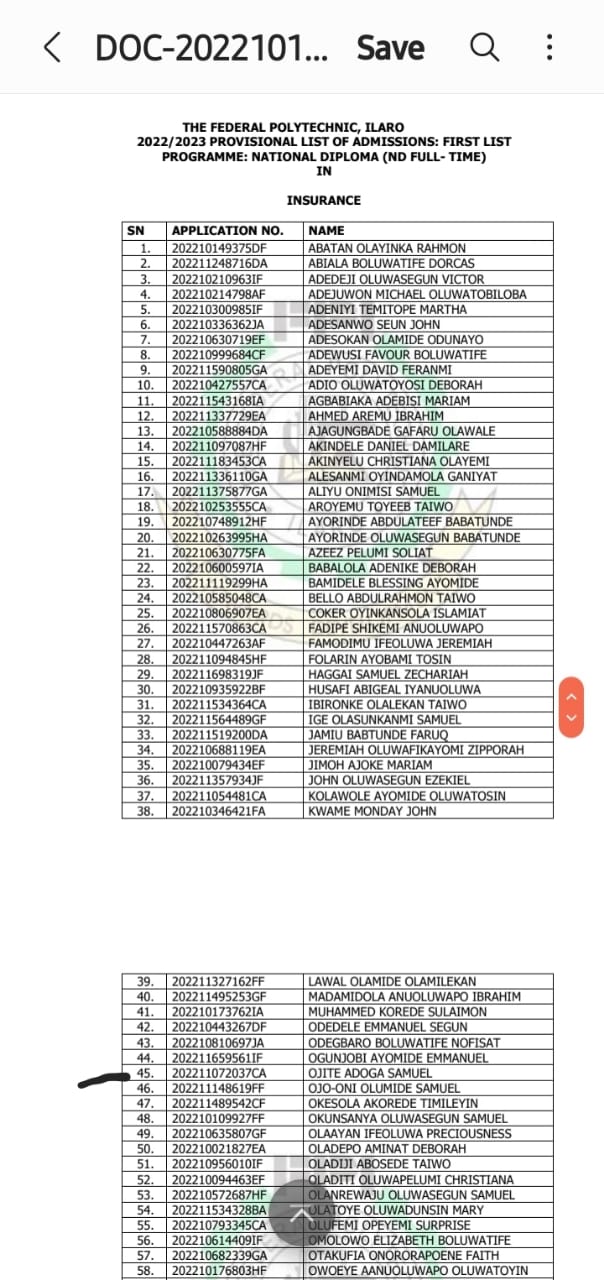 DOC-2022101... Save
THE FEDERAL POLYTECHNIC, ILARO
2022/2023 PROVISIONAL LIST OF ADMISSIONS: FIRST LIST
PROGRAMME: NATIONAL DIPLOMA (ND FULL- TIME)
IN
INSURANCE
SN APPLICATION NO. NAME
1. 202210149375DF ABATAN OLAYINKA RAHMON
2. 202211248716DA ABIALA BOLUWATIFE DORCAS
3. 202210210963IF ADEDEJI OLUWASEGUN VICTOR
4. 202210214798AF ADEJUWON MICHAEL OLUWATOBILOBA
5. 202210300985IF ADENIYI TEMITOPE MARTHA
6. 202210336362JA ADESANWO SEUN JOHN
7. 202210630719EF ADESOKAN OLAMIDE ODUNAYO
8. 202210999684CF ADEWUSI FAVOUR BOLUWATIFE
9. 202211590805GA ADEYEMI DAVID FERANMI
10. 202210427557CA ADIO OLUWATOYOSI DEBORAH
11. 202211543168IA AGBABIAKA ADEBISI MARIAM
12. 202211337729EA AHMED AREMU IBRAHIM
13. 202210588884DA AJAGUNGBADE GAFARU OLAWALE
14. 202211097087HF AKINDELE DANIEL DAMILARE
15. 202211183453CA AKINYELU CHRISTIANA OLAYEMI
16. 202211336110GA ALESANMI OYINDAMOLA GANIYAT
17. 202211375877GA ALIYU ONIMISI SAMUEL
18. 202210253555CA AROYEMU TOYEEB TAIWO
19. 202210748912HF AYORINDE ABDULATEEF BABATUNDE
20. 202210263995HA AYORINDE OLUWASEGUN BABATUNDE
21. 202210630775FA AZEEZ PELUMI SOLIAT
22. 202210600597IA BABALOLA ADENIKE DEBORAH
23. 202211119299HA BAMIDELE BLESSING AYOMIDE
24. 202210585048CA BELLO ABDULRAHMON TAIWO
25. 202210806907EA COKER OYINKANSOLA ISLAMIAT
26. 202211570863CA FADIPE SHIKEMI ANUOLUWAPO
27. 202210447263AF FAMODIMU IFEOLUWA JEREMIAH
28. 202211094845HF FOLARIN AYOBAMI TOSIN
29. 202211698319JF HAGGAI SAMUEL ZECHARIAH
30. 202210935922BF HUSAFI ABIGEAL IYANUOLUWA
31. 202211534364CA IBIRONKE OLALEKAN TAIWO
32. 202211564489GF IGE OLASUNKANMI SAMUEL
33. 202211519200DA JAMIU BABTUNDE FARUQ
34. 202210688119EA JEREMIAH OLUWAFIKAYOMI ZIPPORAH
35. 202210079434EF JIMOH AJOKE MARIAM
36. 202211357934JF JOHN OLUWASEGUN EZEKIEL
37. 202211054481CA KOLAWOLE AYOMIDE OLUWATOSIN
38. 202210346421FA KWAME MONDAY JOHN
39. 202211327162FF LAWAL OLAMIDE OLAMILEKAN
40. 202211495253GF MADAMIDOLA ANUOLUWAPO IBRAHIM
41. 202210173762IA MUHAMMED KOREDE SULAIMON
42. 202210443267DF ODEDELE EMMANUEL SEGUN
43. 202210810697JA ODEGBARO BOLUWATIFE NOFISAT
44. 202211659561IF OGUNJOBI AYOMIDE EMMANUEL
45. 202211072037CA OJITE ADOGA SAMUEL
46. 202211148619FF OJO-ONI OLUMIDE SAMUEL
47. 202211489542CF OKESOLA AKOREDE TIMILEYIN
48. 202210109927FF OKUNSANYA OLUWASEGUN SAMUEL
49. 202210635807GF OLAAYAN IFEOLUWA PRECIOUSNESS
50. 202210021827EA OLADEPO AMINAT DEBORAH
51. 202210956010IF OLADIJI ABOSEDE TAIWO
52. 202210094463EF OLADITI OLUWAPELUMI CHRISTIANA
53. 202210572687HF OLANREWAJU OLUWASEGUN SAMUEL
54. 202211534328BA OLATOYE OLUWADUNSIN MARY
55. 202210793345CA OLUFEMI OPEYEMI SURPRISE
56. 202210614409IF OMOLOWO ELIZABETH BOLUWATIFE
57. 202210682339GA OTAKUFIA ONORORAPOENE FAITH
58. 202210176803HF OWOEYE AANUOLUWAPO OLUWATOYIN